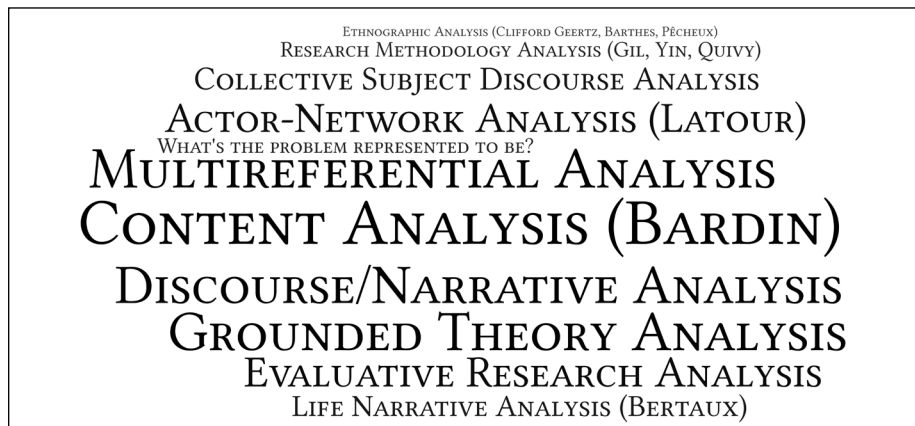 Ethnographic Analysis (Clifford Geertz, Barthes, Pêcheux)
Research Methodology Analysis (Gil, Yin, Quivy)
Collective Subject Discourse Analysis
Actor-Network Analysis (Latour)
What's the problem represented to be?
Multireferential Analysis
Content Analysis (Bardin)
Discourse/Narrative Analysis
Grounded Theory Analysis
Evaluative Research Analysis
Life Narrative Analysis (Bertaux)